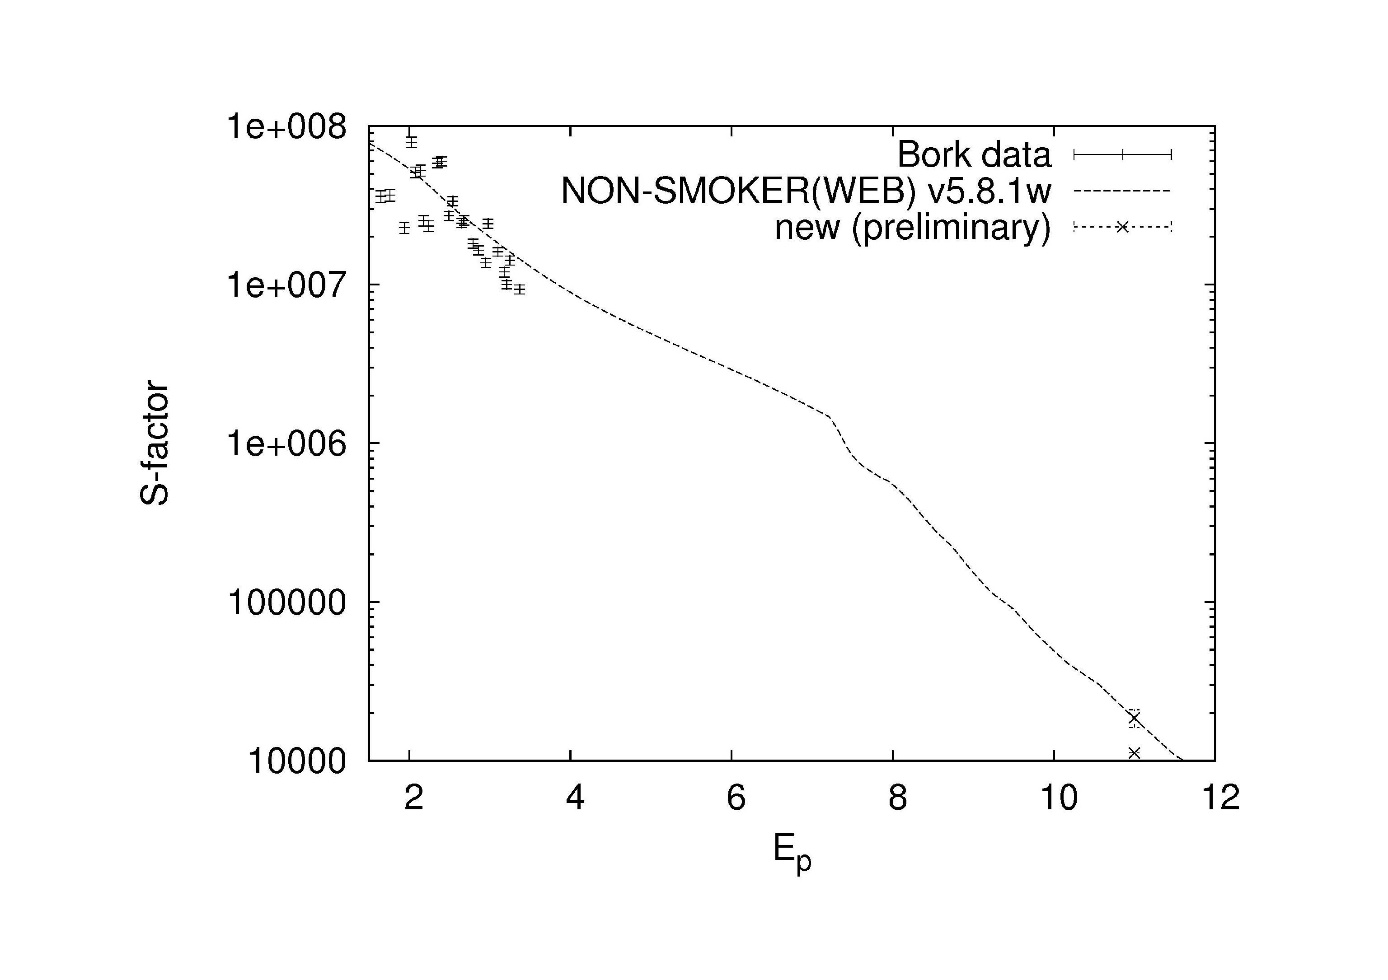 1e+008
1e+007
1e+006
100000
10000
S-factor
Bork data
NON-SMOKER(WEB) v5.8.1w
new (preliminary)
2 4 6 8 10 12
Ep